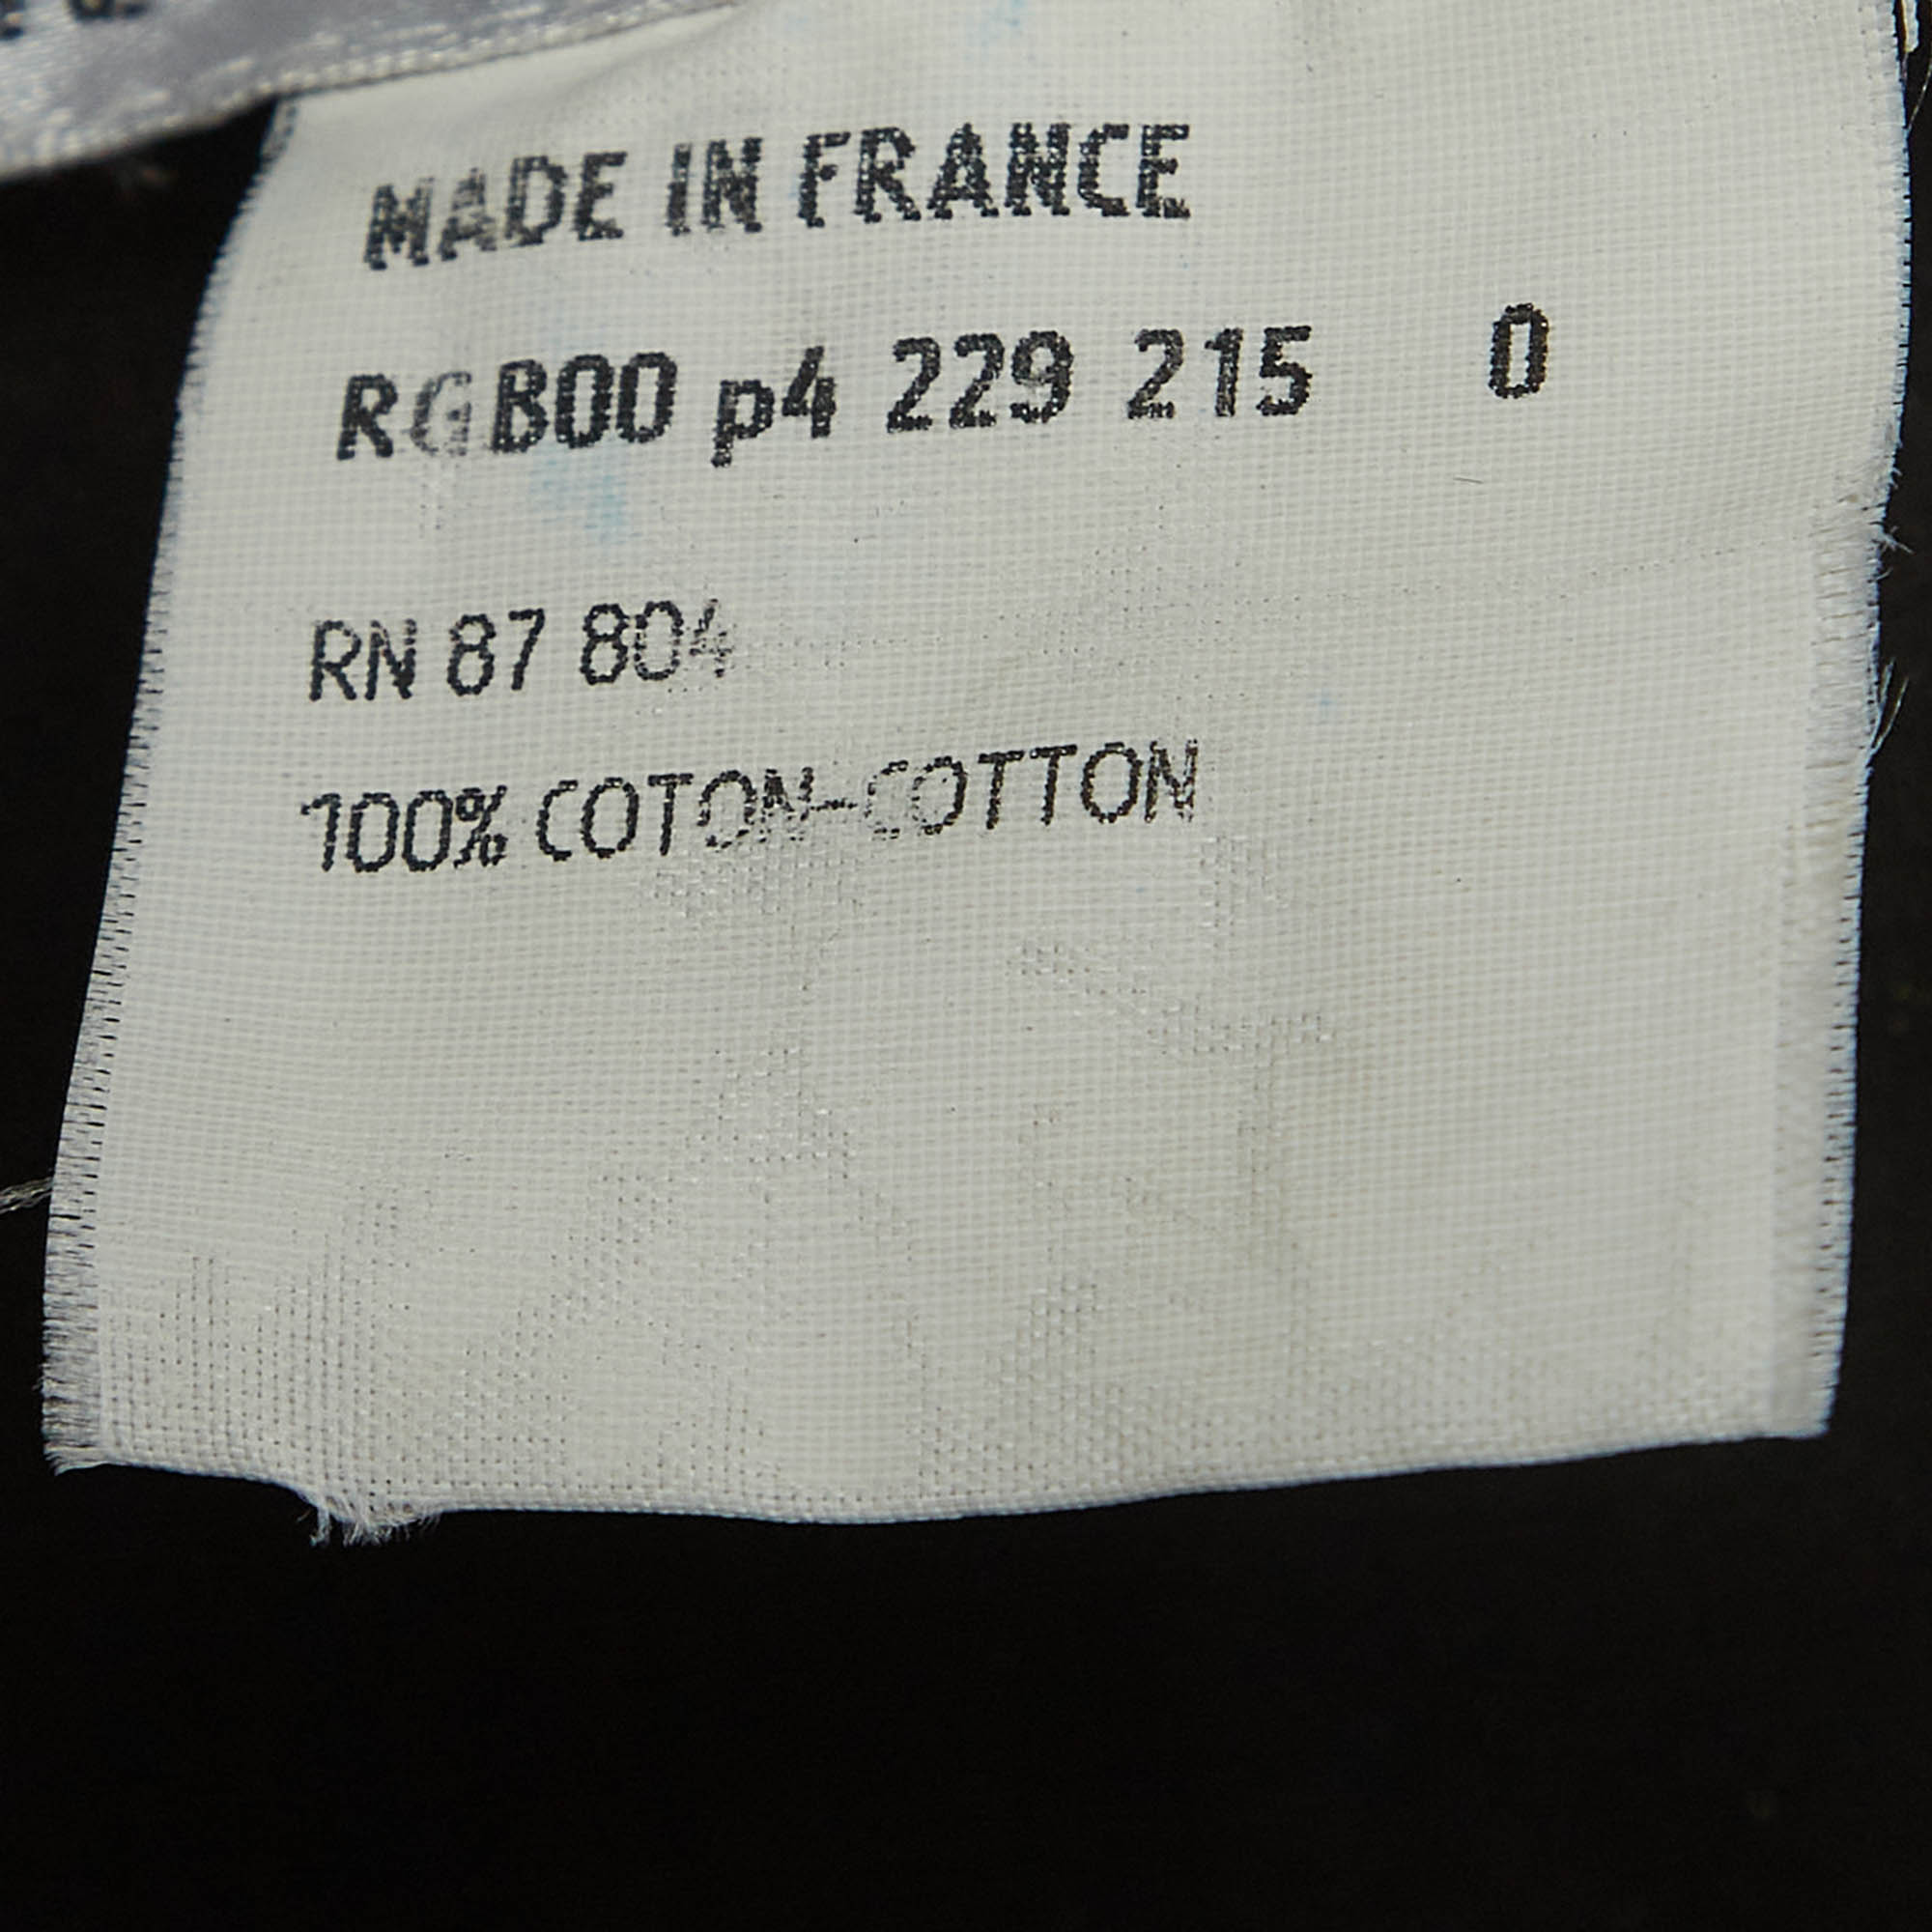 MADE IN FRANCE
RGB00 p4 229 215 0
RN 87 804
100% COTON-COTTON